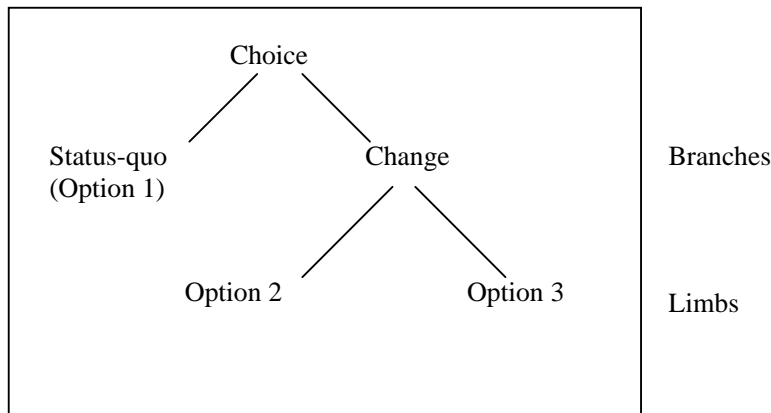 Choice
Status-quo
(Option 1)
Change
Branches
Option 2
Option 3
Limbs